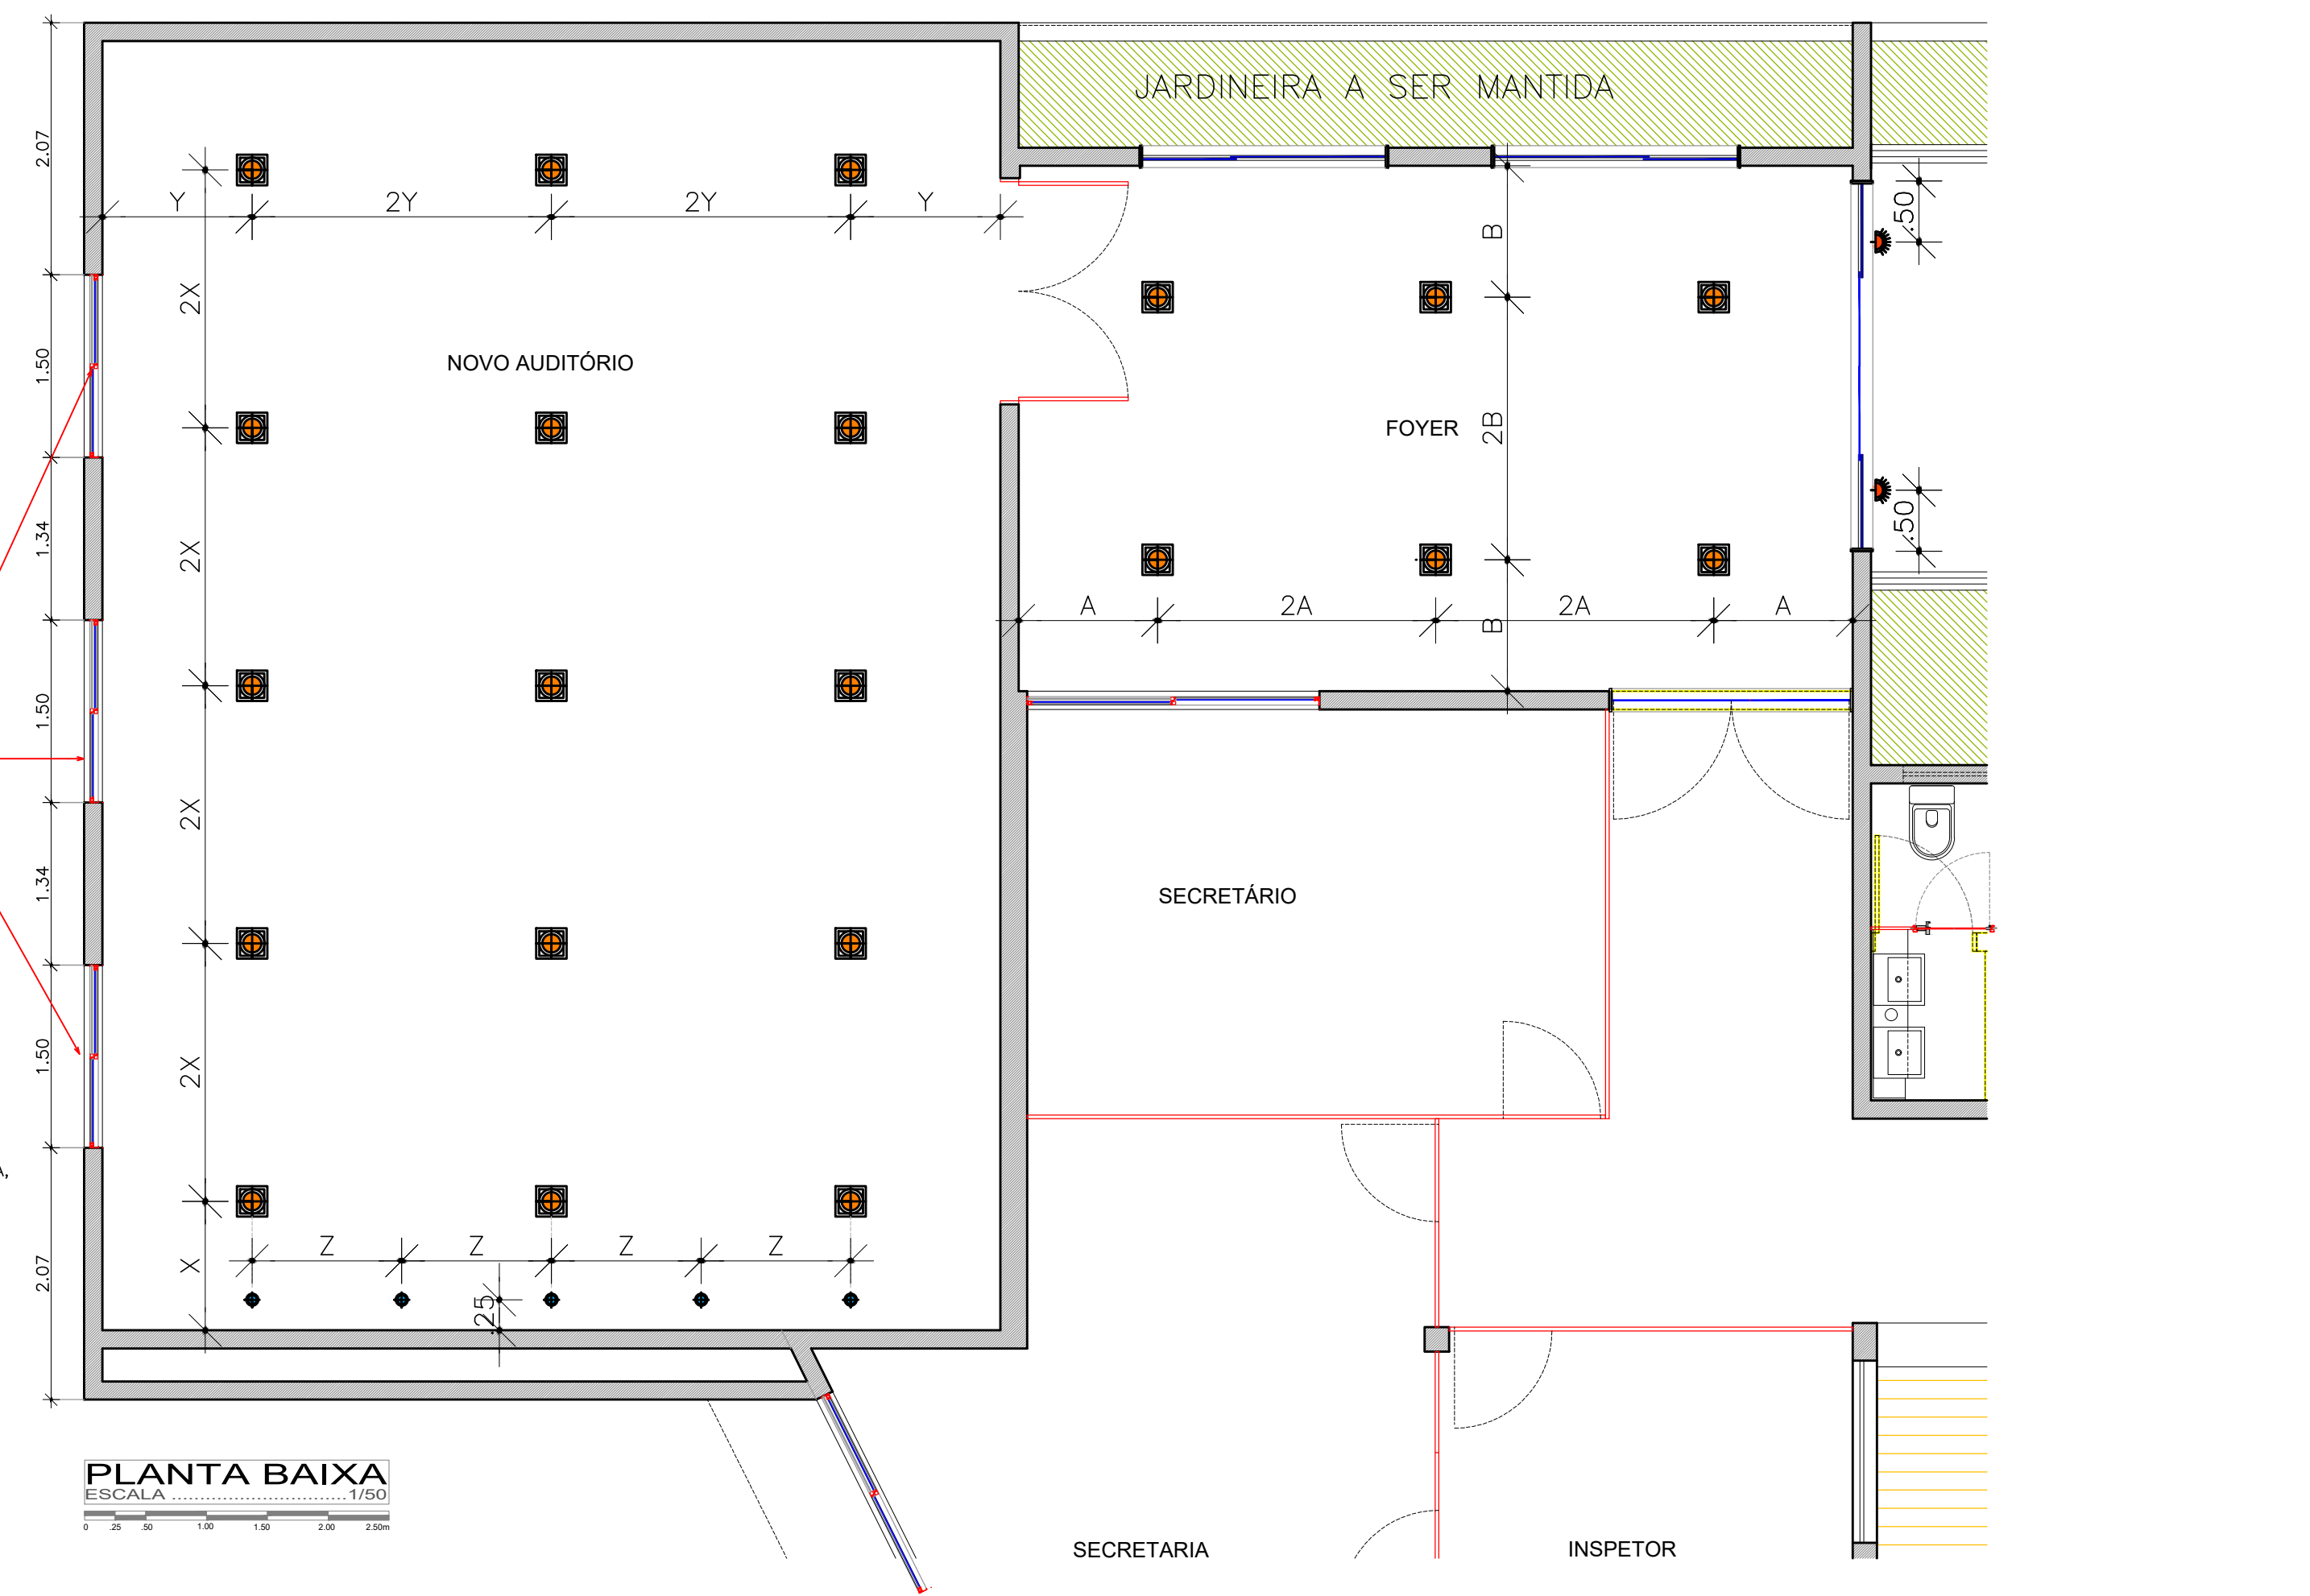 JARDINEIRA A SER MANTIDA
2.07
Y
2Y
2Y
Y
.50
B
2X
NOVO AUDITÓRIO
1.50
FOYER
2B
.50
1.34
2X
A
2A
2A
A
B
1.50
2X
SECRETÁRIO
1.34
2X
1.50
A,
Z
Z
Z
Z
X
2.07
.25
PLANTA BAIXA
ESCALA ............................. 1/50
0 .25 .50 1.00 1.50 2.00 2.50m
SECRETARIA
INSPETOR